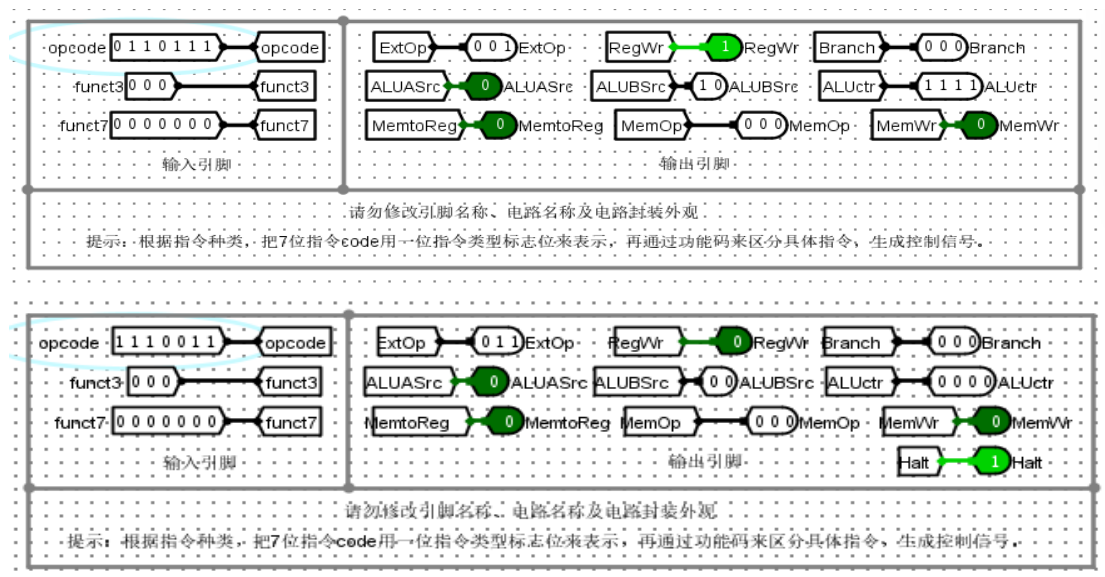 opcode 0 1 1 0 1 1 1 opcode ExtOp 0 0 1 ExtOp RegWr 1 RegWr Branch 0 0 0 Branch
funct3 0 0 0 funct3 ALUASrc 0 ALUASrc ALUBSrc 1 0 ALUBSrc ALUctr 1 1 1 1 ALUctr
funct7 0 0 0 0 0 0 0 funct7 MemtoReg 0 MemtoReg MemOp 0 0 0 MemOp MemWr 0 MemWr
输入引脚 输出引脚
请勿修改引脚名称、电路名称及电路封装外观
提示：根据指令种类，把7位指令code用一位指令类型标志位来表示，再通过功能码来区分具体指令，生成控制信号。
opcode 1 1 1 0 0 1 1 opcode ExtOp 0 1 1 ExtOp RegWr 0 RegWr Branch 0 0 0 Branch
funct3 0 0 0 funct3 ALUASrc 0 ALUASrc ALUBSrc 0 0 ALUBSrc ALUctr 0 0 0 0 ALUctr
funct7 0 0 0 0 0 0 0 funct7 MemtoReg 0 MemtoReg MemOp 0 0 0 MemOp MemWr 0 MemWr
输入引脚 输出引脚 Halt 1 Halt
请勿修改引脚名称、电路名称及电路封装外观
提示：根据指令种类，把7位指令code用一位指令类型标志位来表示，再通过功能码来区分具体指令，生成控制信号。